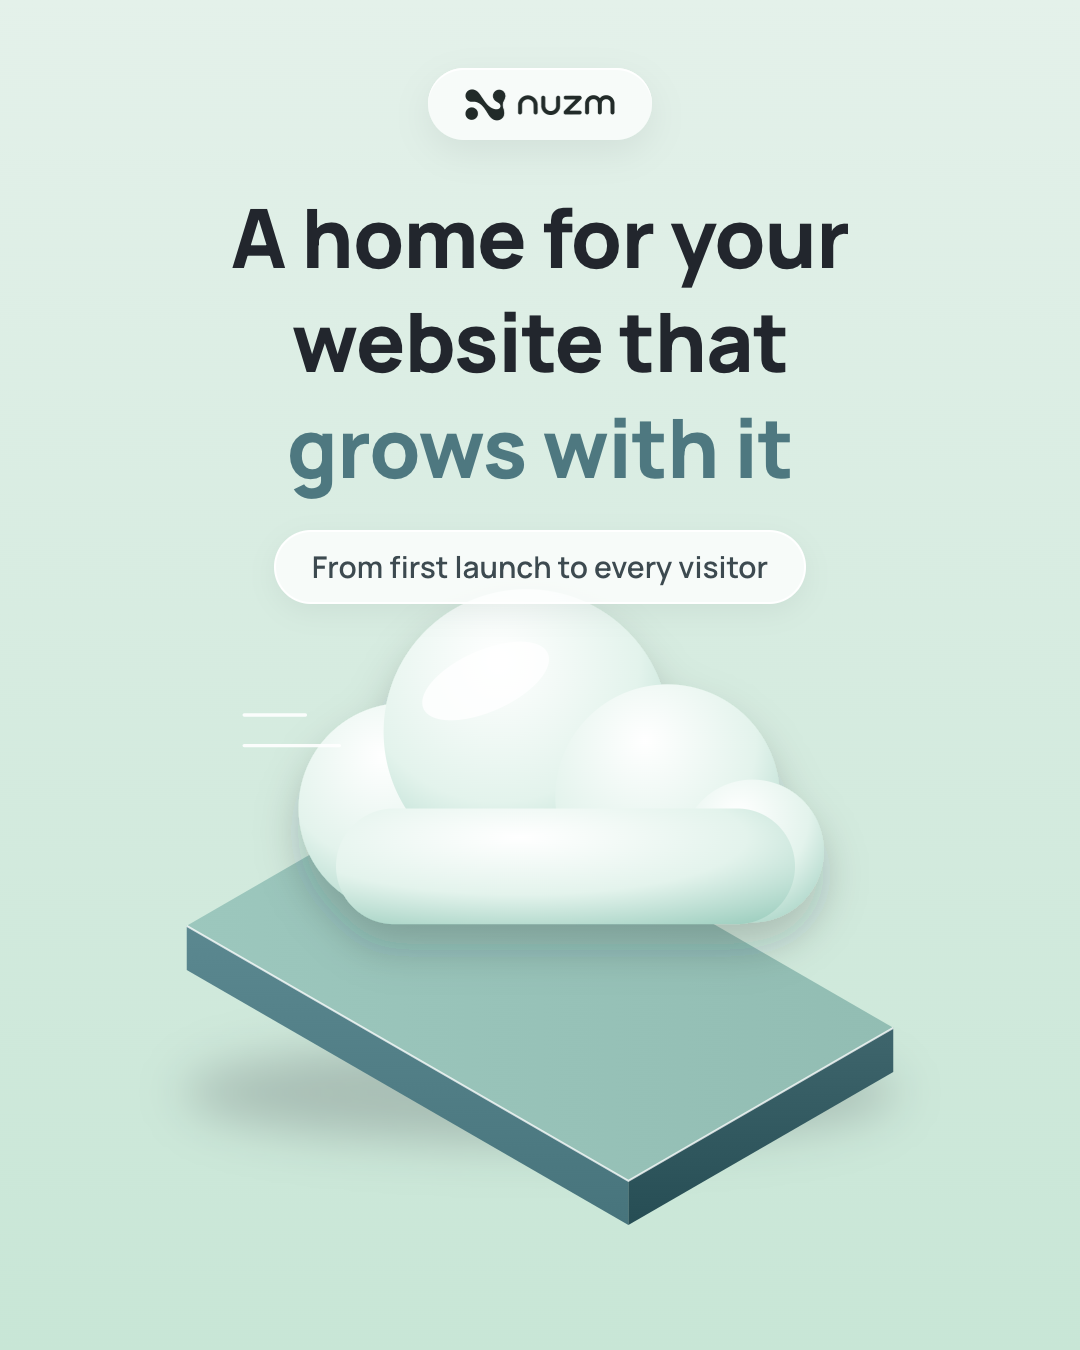 nuzm
A home for your
website that
grows with it
From first launch to every visitor